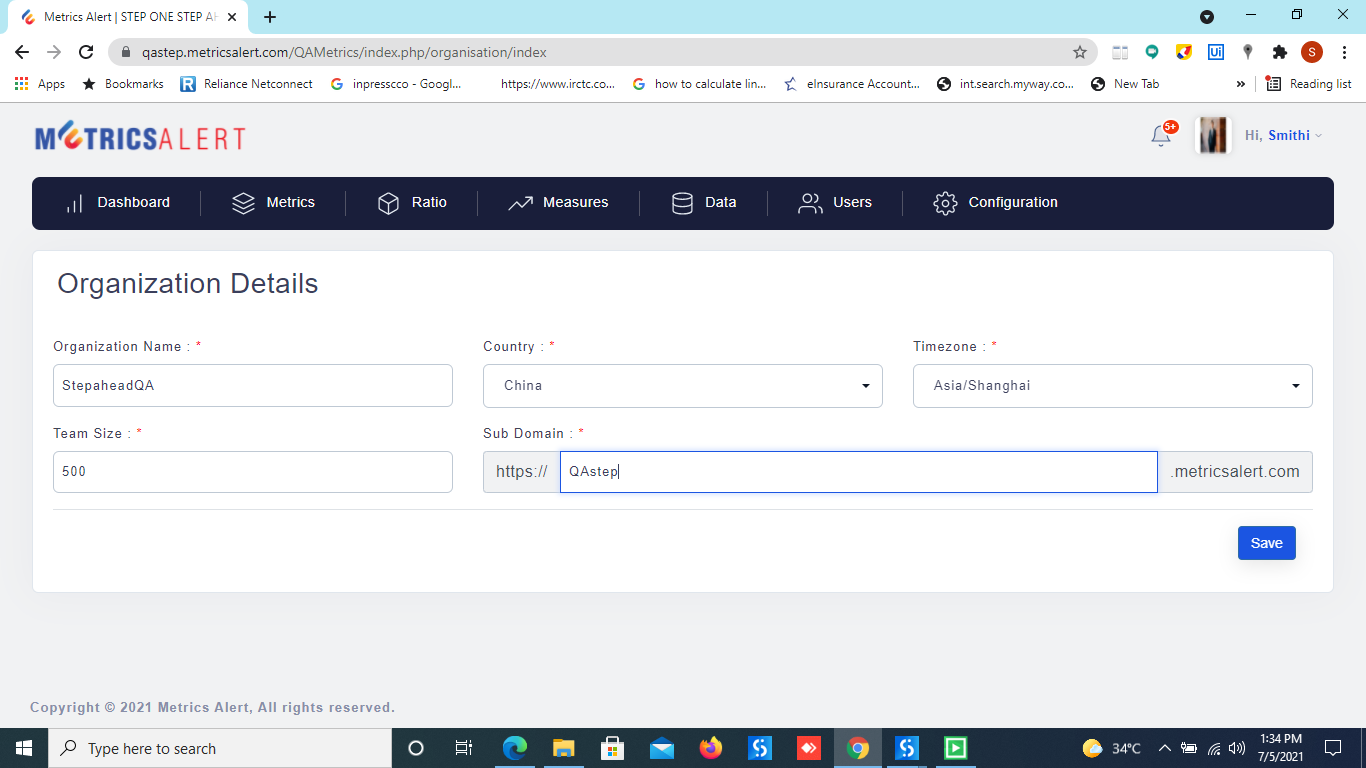 Metrics Alert | STEP ONE STEP AH
qastep.metricsalert.com/QAMetrics/index.php/organisation/index
S
Apps Bookmarks Reliance Netconnect inpresscco - Googl... https://www.irctc.co... how to calculate lin... eInsurance Account... int.search.myway.co... New Tab » Reading list
METRICSALERT
5+
Hi, Smithi
Dashboard Metrics Ratio Measures Data Users Configuration
Organization Details
Organization Name : * Country : * Timezone : *
StepaheadQA China Asia/Shanghai
Team Size : * Sub Domain : *
500 https:// QAstep .metricsalert.com
Save
Copyright © 2021 Metrics Alert, All rights reserved.
Type here to search
34°C
1:34 PM
7/5/2021